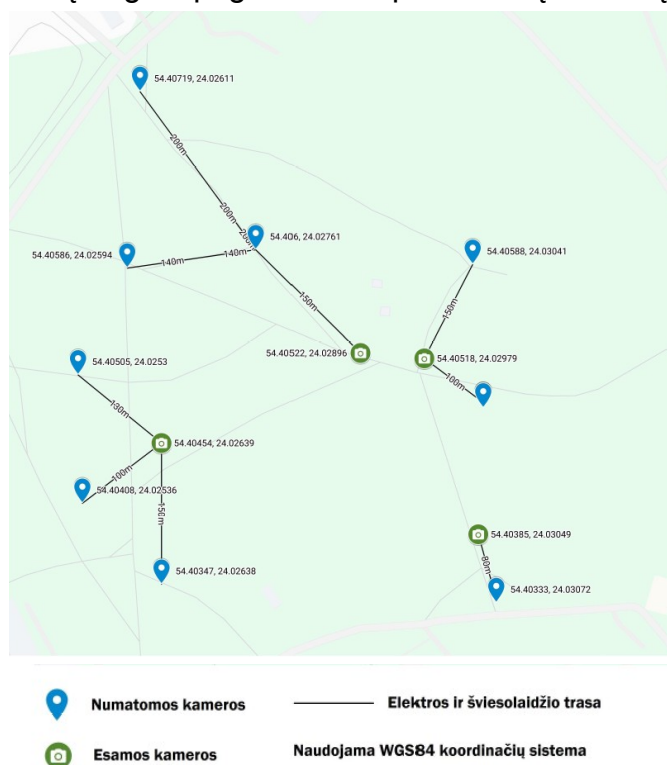 54.40719, 24.02611
200m
200m
200m
54.406, 24.02761
54.40586, 24.02594
140m
140m
54.40588, 24.03041
150m
150m
54.40522, 24.02896
54.40518, 24.02979
54.40505, 24.0253
100m
130m
54.40454, 24.02639
100m
54.40408, 24.02536
150m
54.40385, 24.03049
80m
54.40347, 24.02638
54.40333, 24.03072
Numatomos kameros
Elektros ir šviesolaidžio trasa
Esamos kameros
Naudojama WGS84 koordinačių sistema